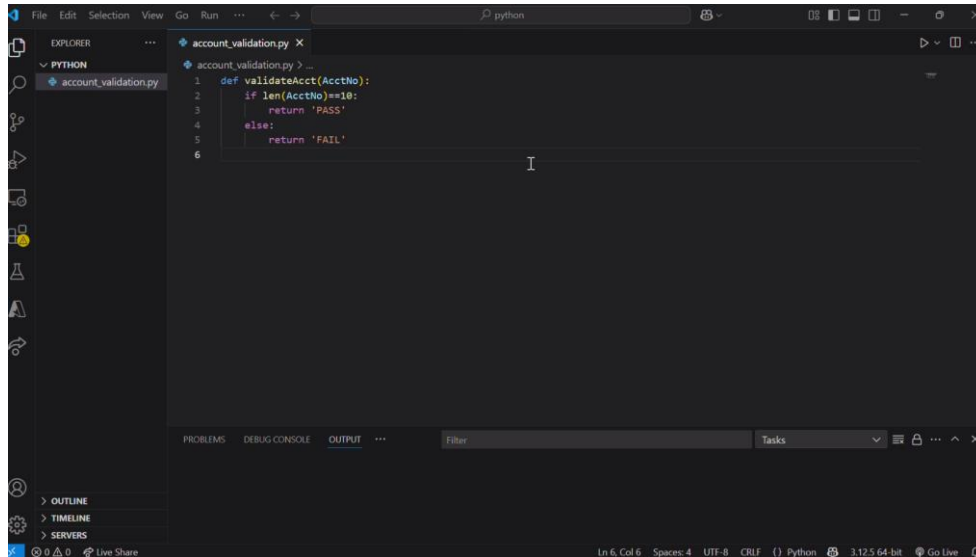 File Edit Selection View Go Run ··· ← → python
EXPLORER ···
PYTHON
account_validation.py
account_validation.py ×
account_validation.py > ...
1 def validateAcct(AcctNo):
2     if len(AcctNo)==10:
3         return 'PASS'
4     else:
5         return 'FAIL'
6
PROBLEMS DEBUG CONSOLE OUTPUT ··· Filter Tasks
OUTLINE
TIMELINE
SERVERS
0 0 Live Share Ln 6, Col 6 Spaces: 4 UTF-8 CRLF {} Python 3.12.5 64-bit Go Live